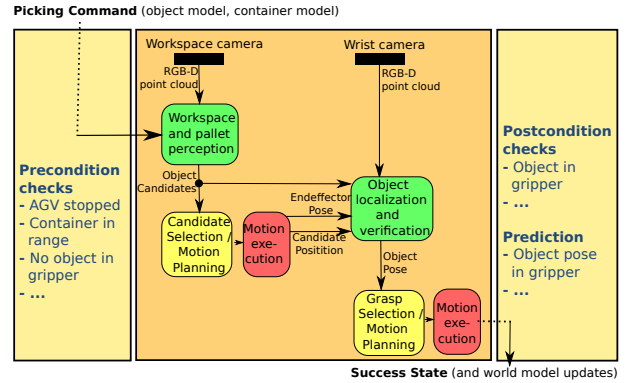 Picking Command (object model, container model)
Workspace camera
Wrist camera
RGB-D
point cloud
RGB-D
point cloud
Workspace
and pallet
perception
Precondition
checks
- AGV stopped
- Container in
range
- No object in
gripper
- ...
Object
Candidates
Endeffector
Pose
Object
localization
and
verification
Candidate
Selection /
Motion
Planning
Motion
exe-
cution
Candidate
Positition
Object
Pose
Grasp
Selection /
Motion
Planning
Motion
exe-
cution
Postcondition
checks
- Object in
gripper
- ...
Prediction
- Object pose
in gripper
- ...
Success State (and world model updates)